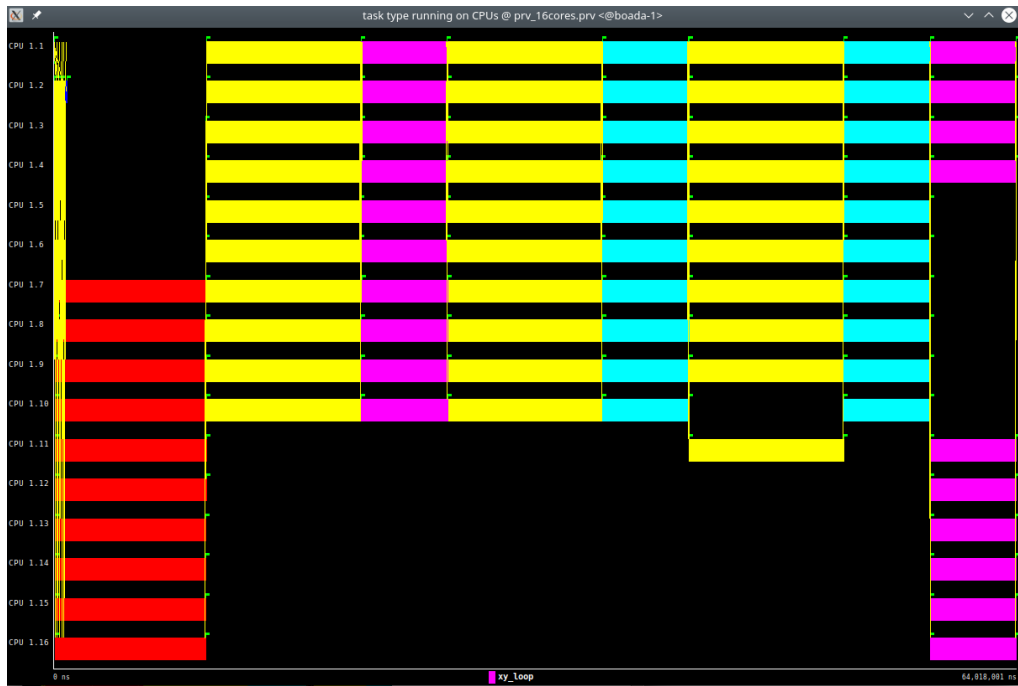 task type running on CPUs @ prv_16cores.prv <@boada-1>
CPU 1.1
CPU 1.2
CPU 1.3
CPU 1.4
CPU 1.5
CPU 1.6
CPU 1.7
CPU 1.8
CPU 1.9
CPU 1.10
CPU 1.11
CPU 1.12
CPU 1.13
CPU 1.14
CPU 1.15
CPU 1.16
0 ns xy_loop 64,018,001 ns